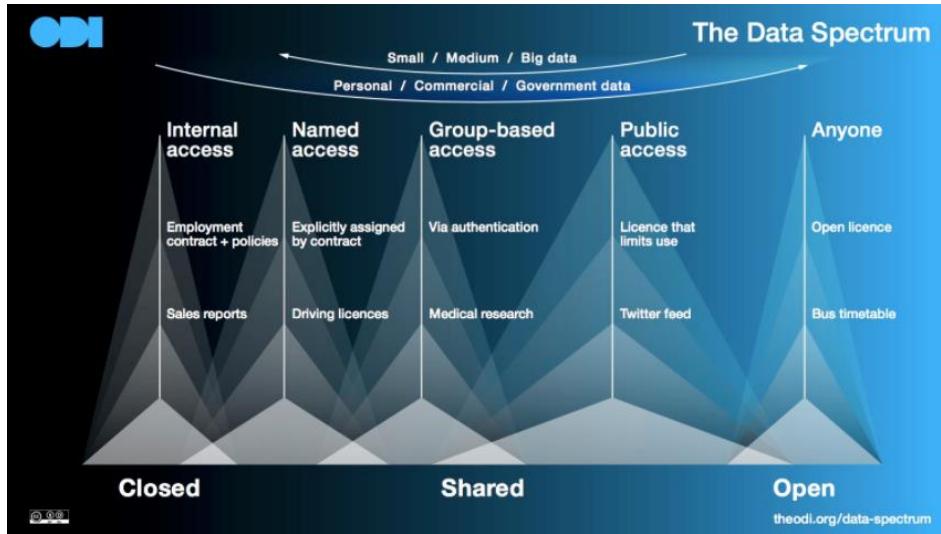 ODI
The Data Spectrum
Small / Medium / Big data
Personal / Commercial / Government data
Internal
access
Named
access
Group-based
access
Public
access
Anyone
Employment
contract + policies
Explicitly assigned
by contract
Via authentication
Licence that
limits use
Open licence
Sales reports
Driving licences
Medical research
Twitter feed
Bus timetable
Closed
Shared
Open
theodi.org/data-spectrum